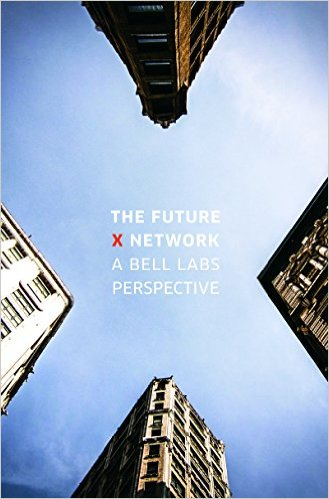 THE FUTURE
X NETWORK
A BELL LABS
PERSPECTIVE